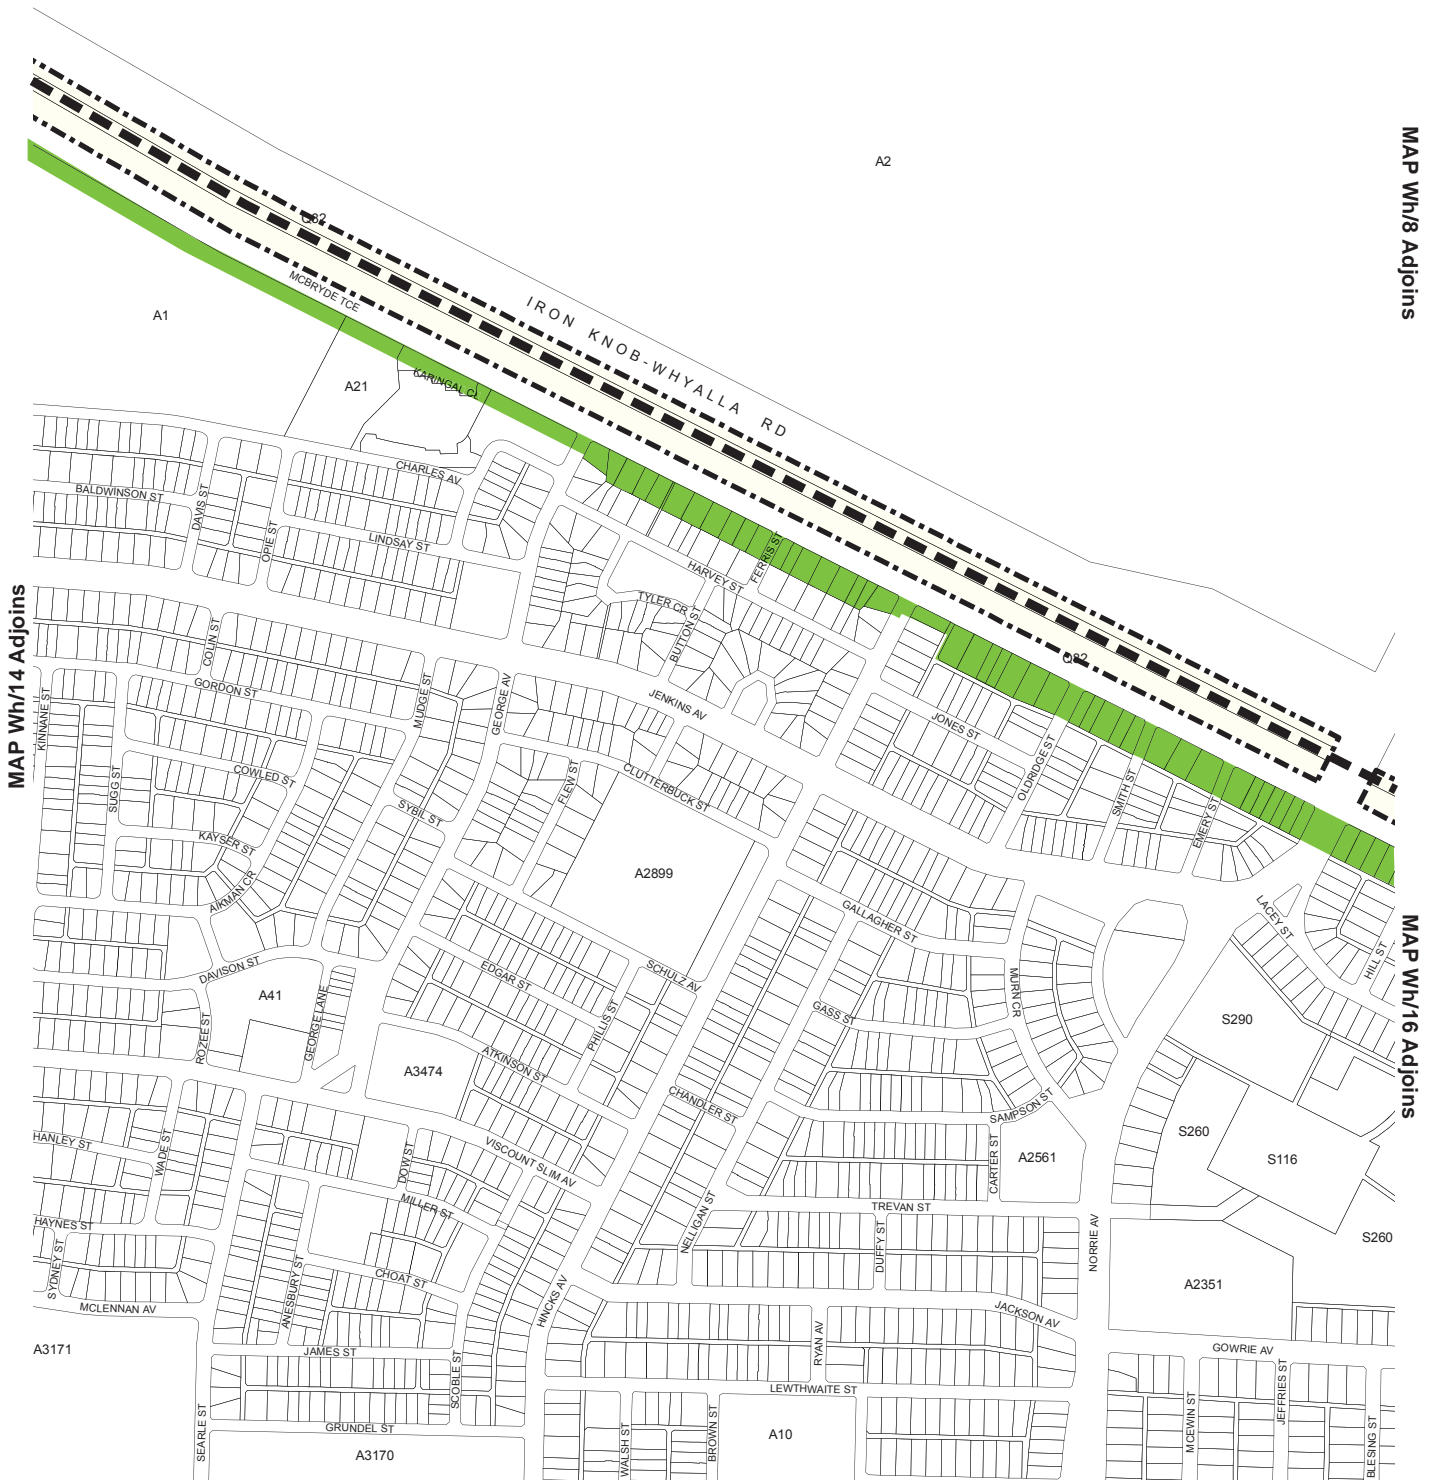 MAP Wh/8 Adjoins
A2
Q82
MCBRYDE TCE
IRON KNOB-WHYALLA RD
A1
A21
KARINGAL CL
CHARLES AV
BALDWINSON ST
DAVIS ST
OPIE ST
LINDSAY ST
HARVEY ST
FERRIS ST
TYLER CR
BUTTON ST
MAP Wh/14 Adjoins
COLIN ST
GORDON ST
MUDGE ST
GEORGE AV
JENKINS AV
Q82
KINNANE ST
JONES ST
OLDRIDGE ST
SMITH ST
EMERY ST
SUGG ST
COWLED ST
SYBIL ST
FLEW ST
CLUTTERBUCK ST
KAYSER ST
AIKMAN CR
A2899
GALLAGHER ST
LACEY ST
HILL ST
MAP Wh/16 Adjoins
DAVISON ST
A41
EDGAR ST
SCHULZ AV
MURN CR
GASS ST
S290
ROZEE ST
GEORGE LANE
PHILLIS ST
ATKINSON ST
A3474
CHANDLER ST
SAMPSON ST
HANLEY ST
WADE ST
DOW ST
VISCOUNT SLIM AV
CARTER ST
A2561
S260
S116
MILLER ST
NELLIGAN ST
TREVAN ST
DUFFY ST
NORRIE AV
S260
HAYNES ST
SYDNEY ST
ANESBURY ST
CHOAT ST
HINCKS AV
A2351
MCLENNAN AV
JACKSON AV
A3171
JAMES ST
SCOBLE ST
RYAN AV
GOWRIE AV
LEWTHWAITE ST
JEFFRIES ST
SEARLE ST
GRUNDEL ST
A3170
WALSH ST
BROWN ST
A10
MCEWIN ST
BLESING ST